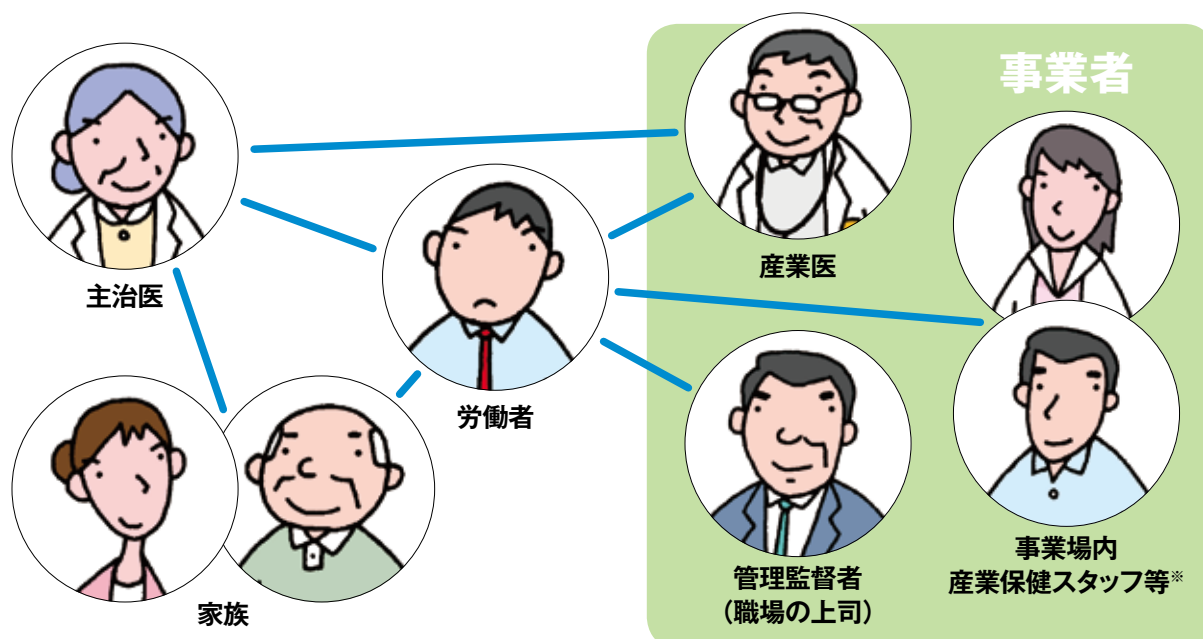 事業者
主治医
産業医
労働者
家族
管理監督者
（職場の上司）
事業場内
産業保健スタッフ等※